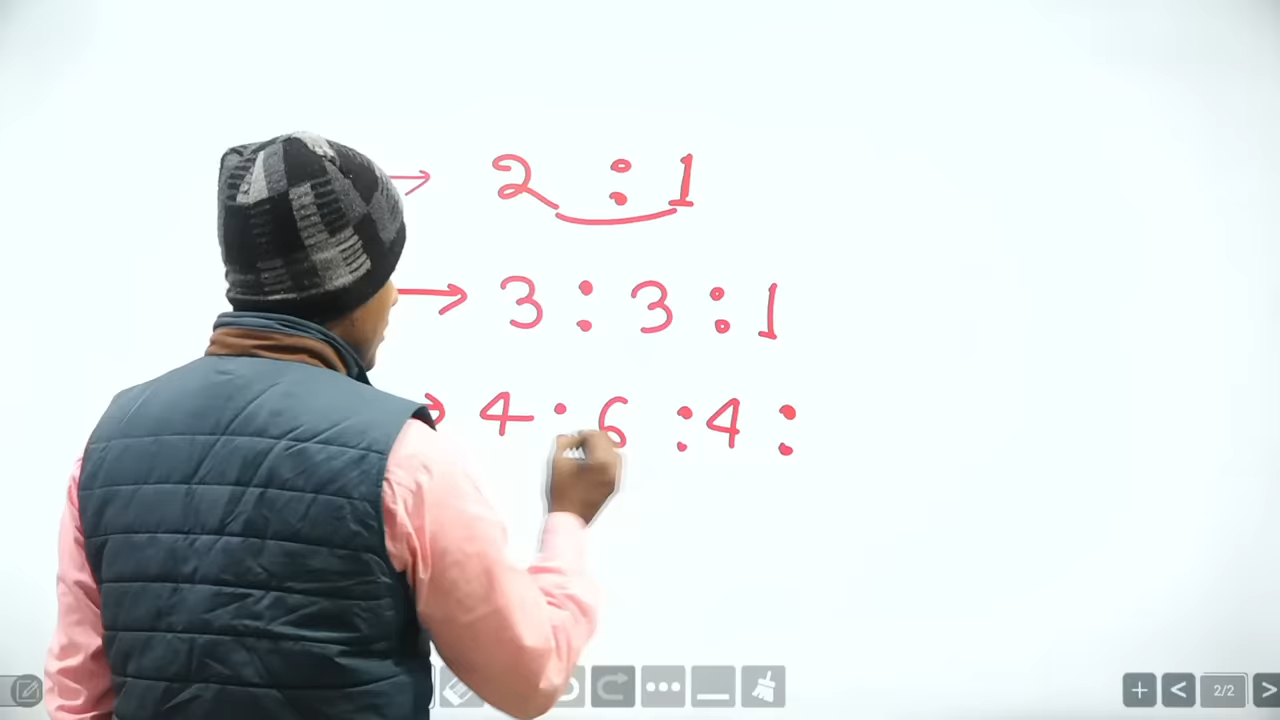 → 2 : 1
→ 3 : 3 : 1
→ 4 : 6 : 4 :
2/2